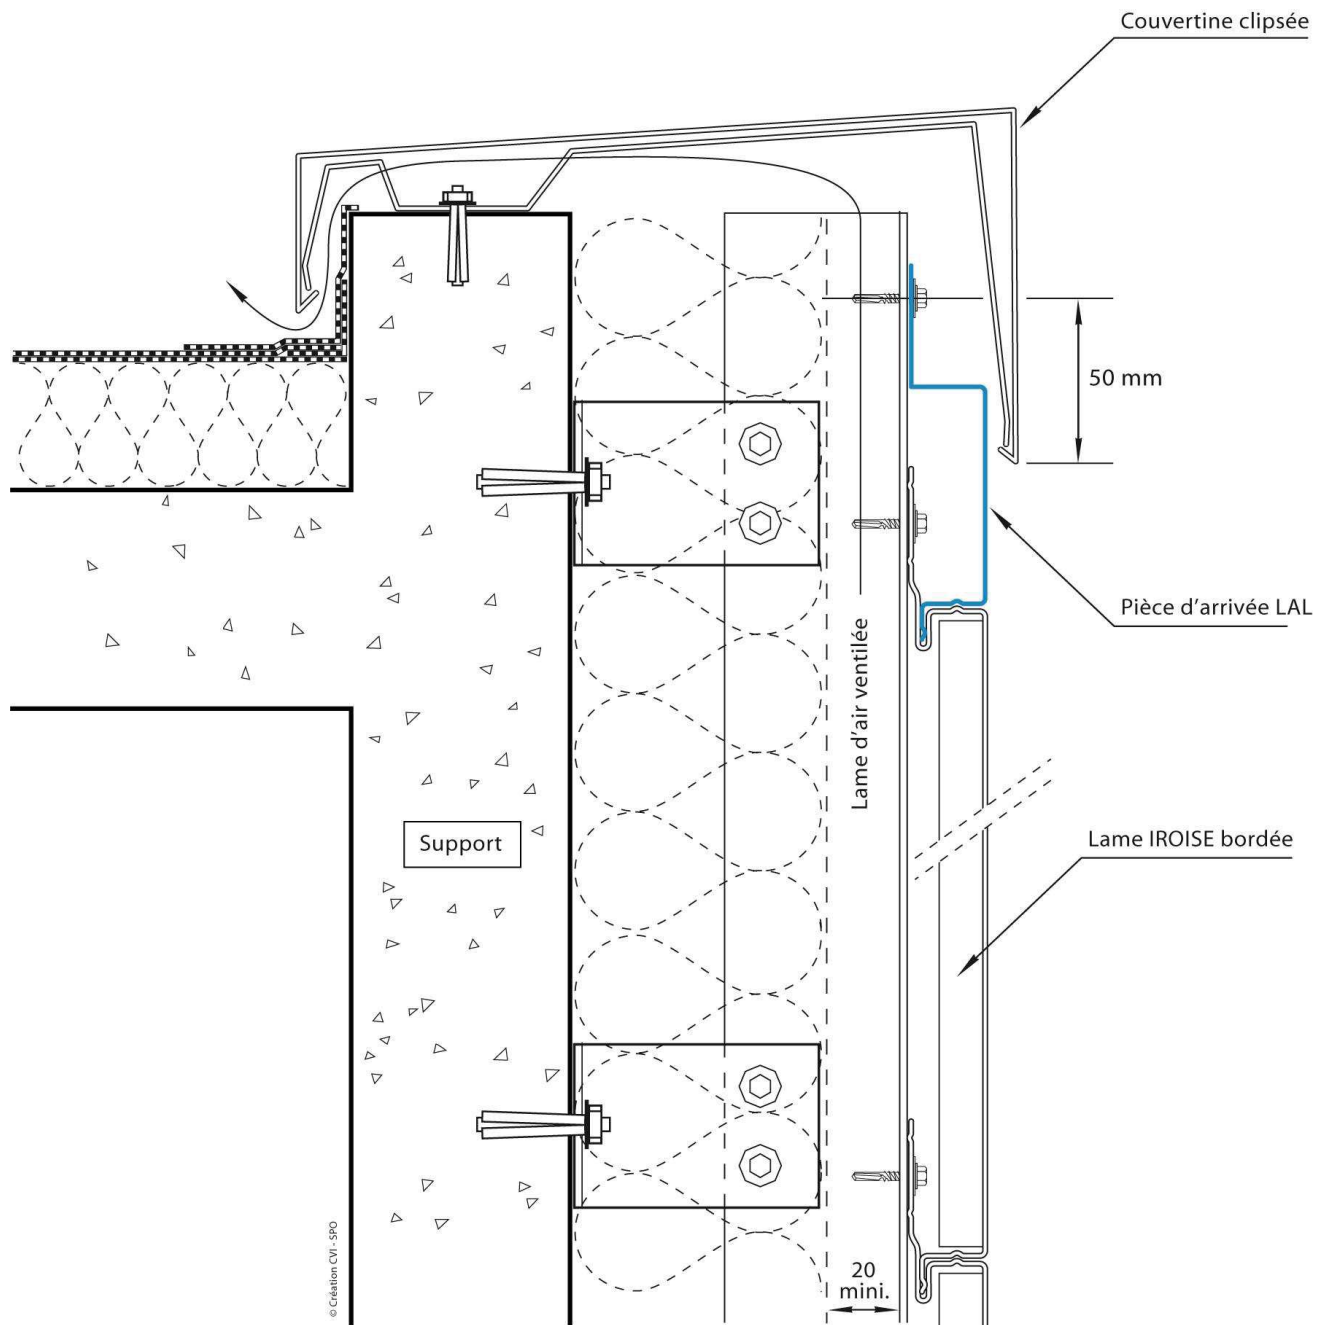 Couvertine clipsée
50 mm
Pièce d'arrivée LAL
Lame d'air ventilée
Support
Lame IROISE bordée
20
mini.
© Création CVI - SPO